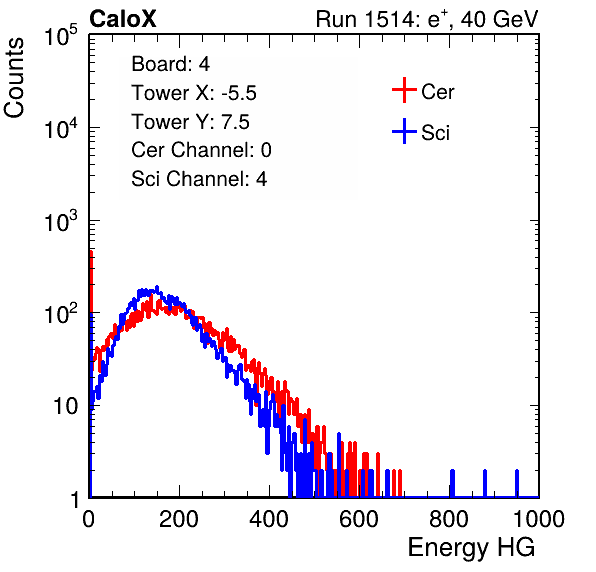 CaloX Run 1514: e⁺, 40 GeV
Counts
Board: 4
Tower X: -5.5
Tower Y: 7.5
Cer Channel: 0
Sci Channel: 4
Cer
Sci
10⁵
10⁴
10³
10²
10
1
0 200 400 600 800 1000
Energy HG